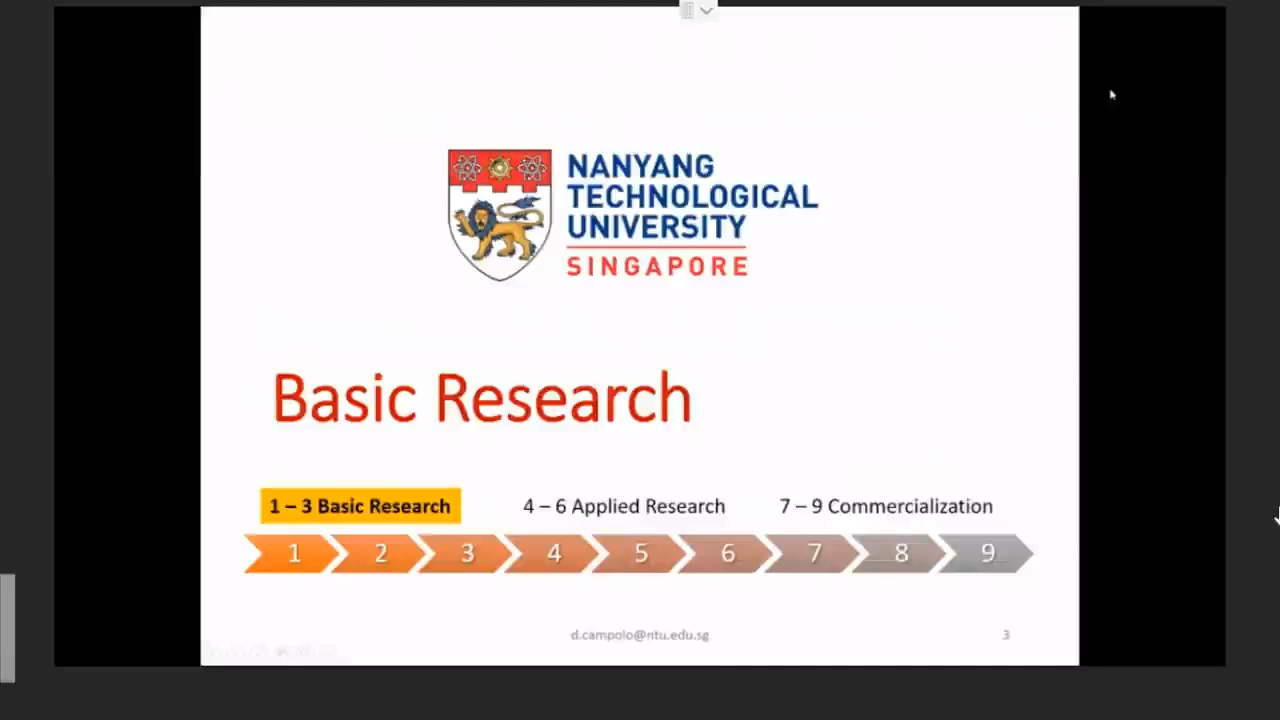 NANYANG
TECHNOLOGICAL
UNIVERSITY
SINGAPORE
Basic Research
1 – 3 Basic Research 4 – 6 Applied Research 7 – 9 Commercialization
1 2 3 4 5 6 7 8 9
d.campolo@ntu.edu.sg 3